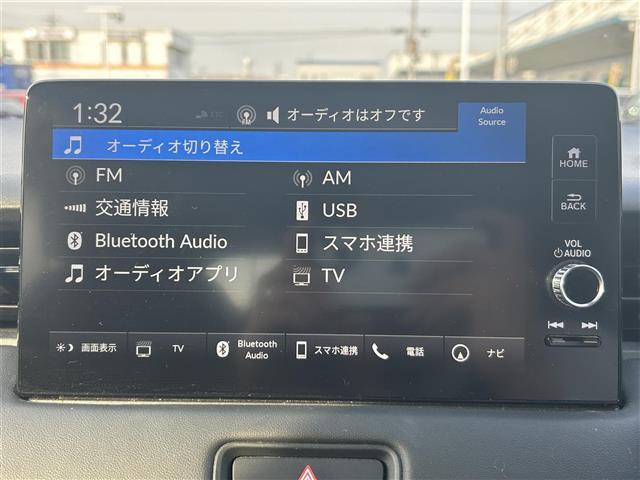 1:32 ETC FM オーディオはオフです Audio Source
オーディオ切り替え
FM AM
交通情報 USB
Bluetooth Audio スマホ連携
オーディオアプリ TV
画面表示 TV Bluetooth Audio スマホ連携 電話 ナビ
HOME
BACK
VOL
AUDIO